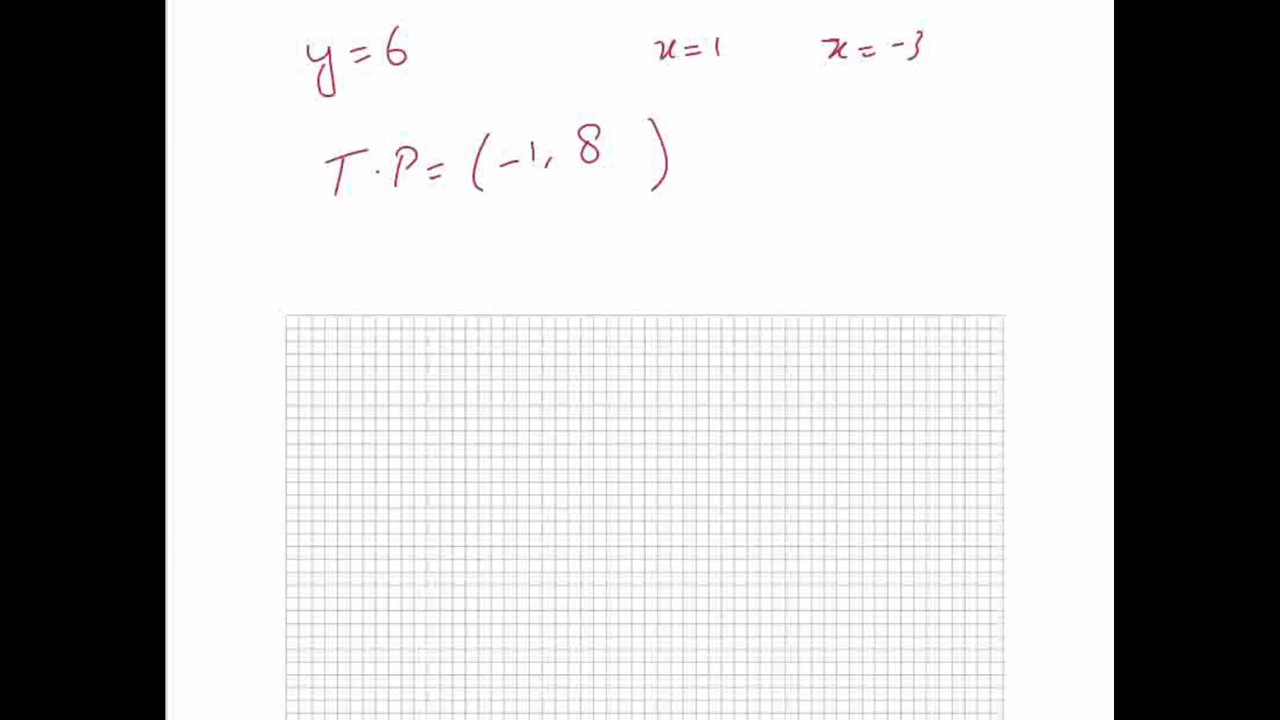 y = 6 x = 1 x = -3
T.P = (-1, 8 )